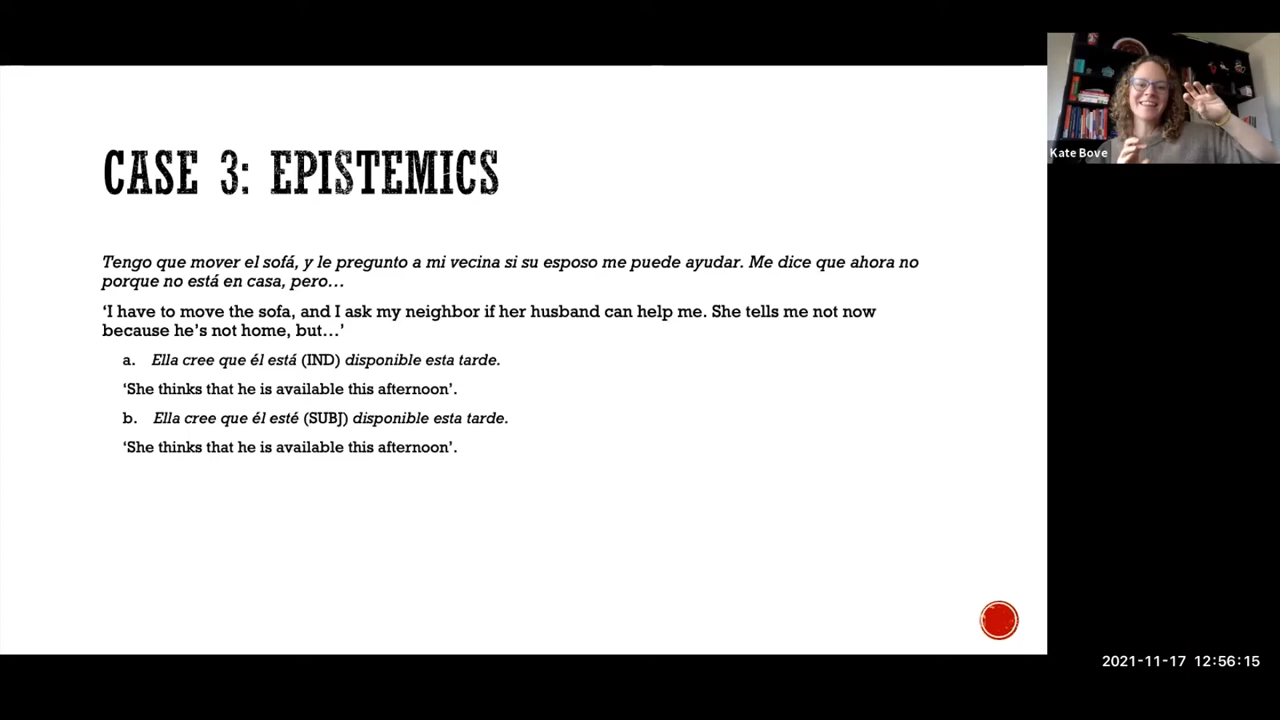 CASE 3: EPISTEMICS
Tengo que mover el sofá, y le pregunto a mi vecina si su esposo me puede ayudar. Me dice que ahora no
porque no está en casa, pero…
‘I have to move the sofa, and I ask my neighbor if her husband can help me. She tells me not now
because he’s not home, but…’
a. Ella cree que él está (IND) disponible esta tarde.
‘She thinks that he is available this afternoon’.
b. Ella cree que él esté (SUBJ) disponible esta tarde.
‘She thinks that he is available this afternoon’.
Kate Bove
2021-11-17 12:56:15